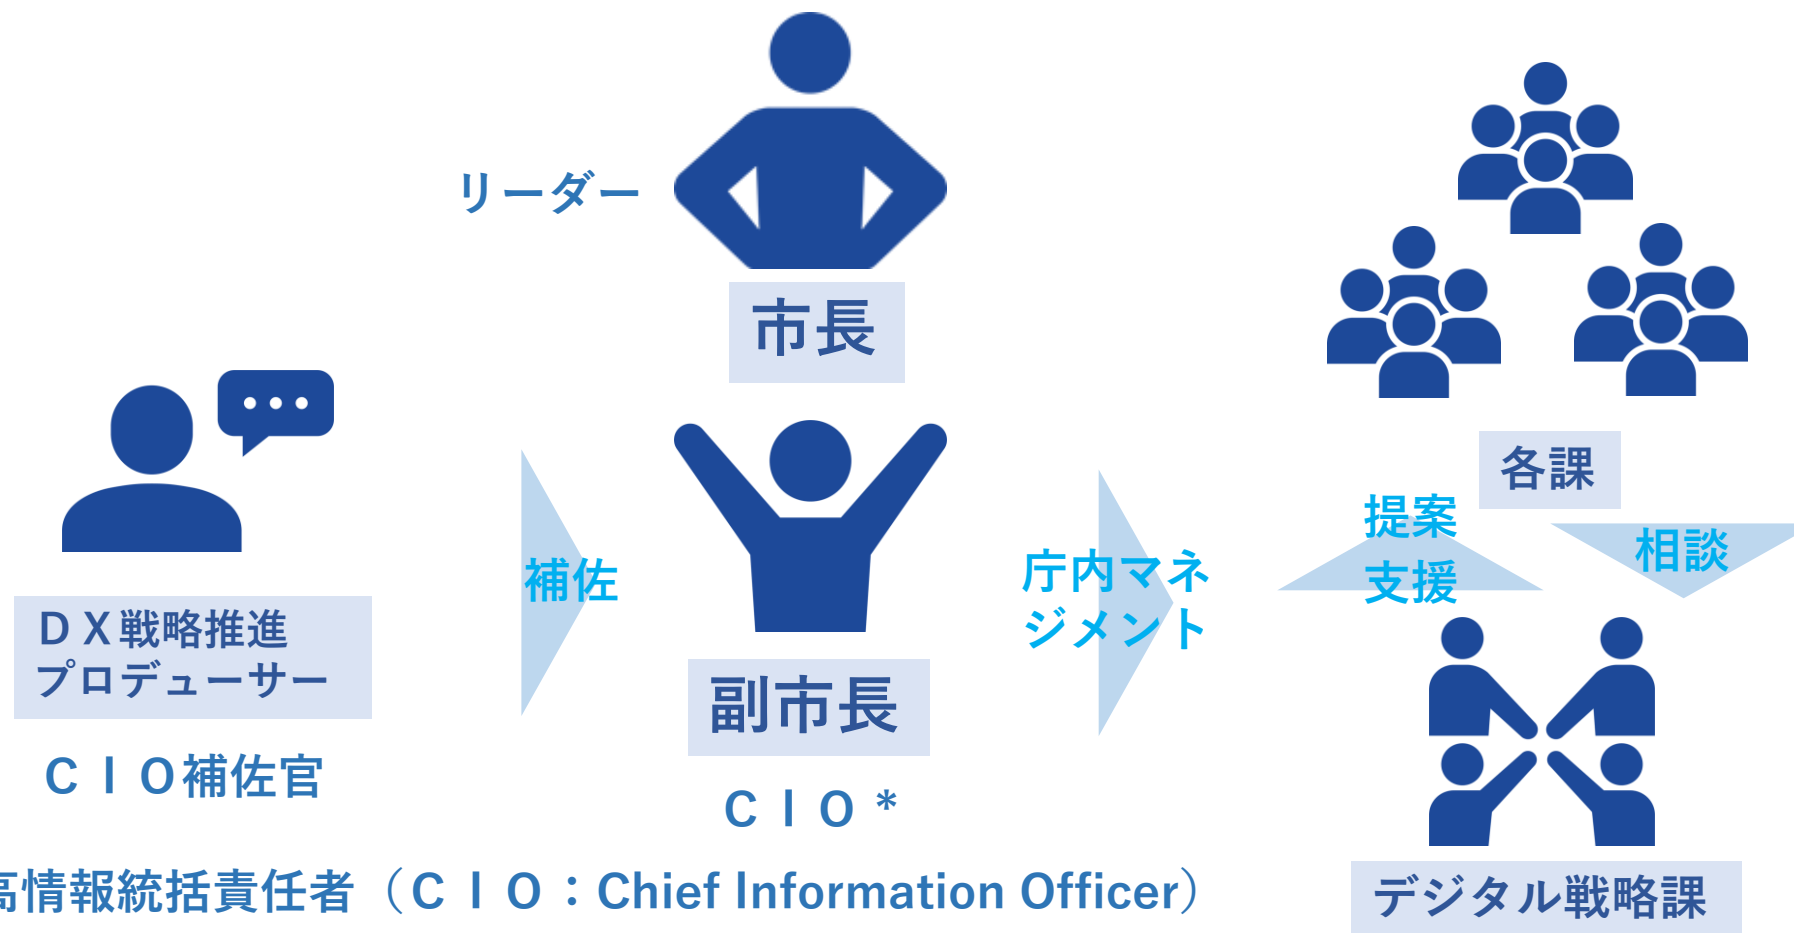 リーダー
市長
ＤＸ戦略推進
プロデューサー
ＣＩＯ補佐官
補佐
副市長
ＣＩＯ*
庁内マネ
ジメント
各課
提案
支援
相談
デジタル戦略課
高情報統括責任者（ＣＩＯ：Chief Information Officer）